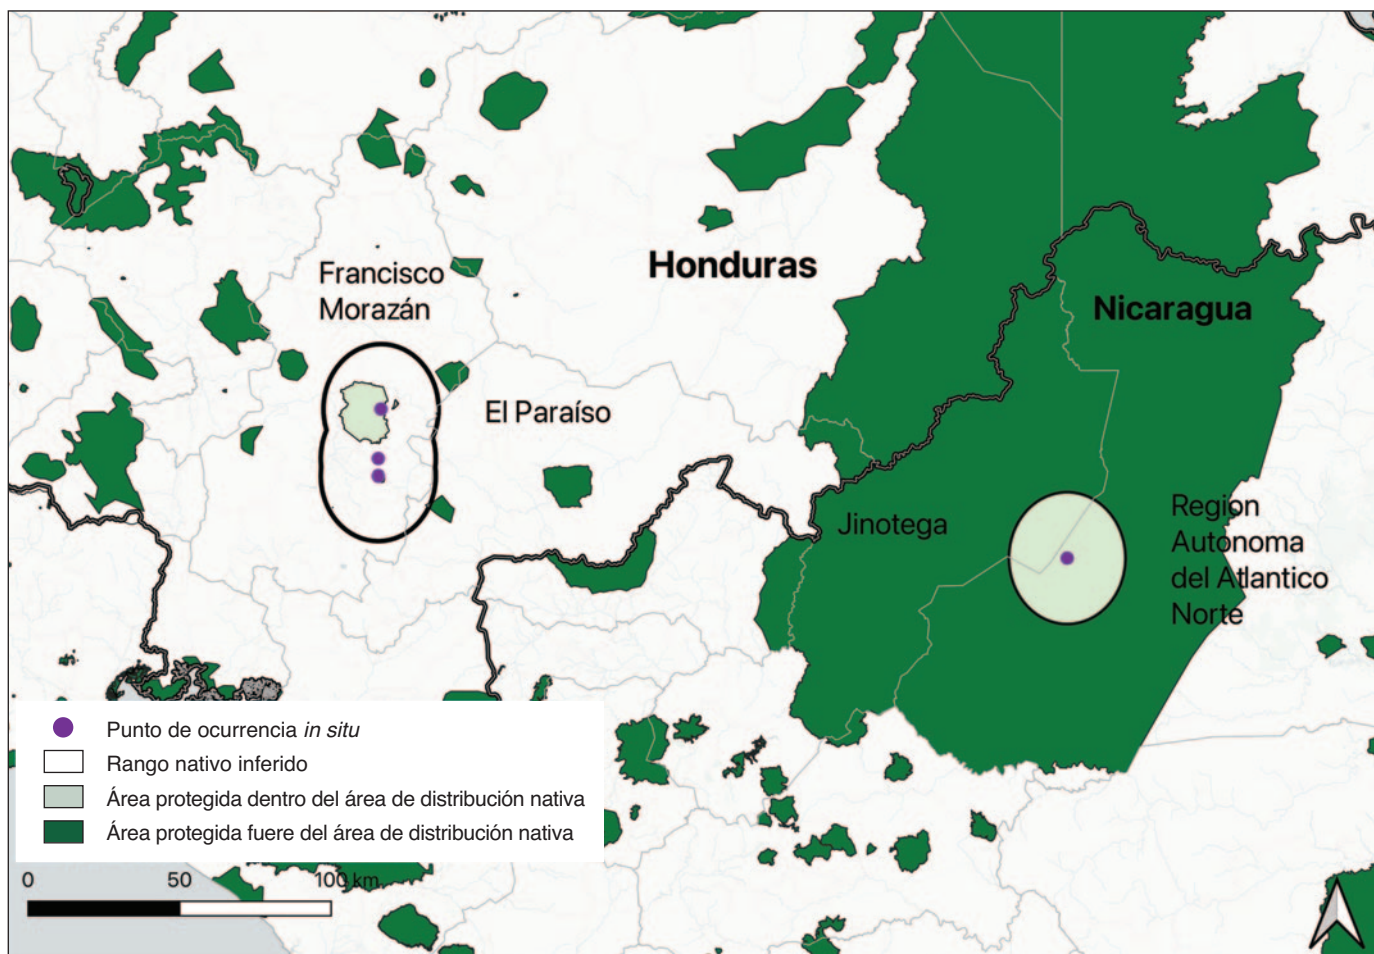 Francisco
Morazán
Honduras
Nicaragua
El Paraíso
Jinotega
Region
Autónoma
del Atlantico
Norte
Punto de ocurrencia in situ
Rango nativo inferido
Área protegida dentro del área de distribución nativa
Área protegida fuere del área de distribución nativa
0 50 100 km